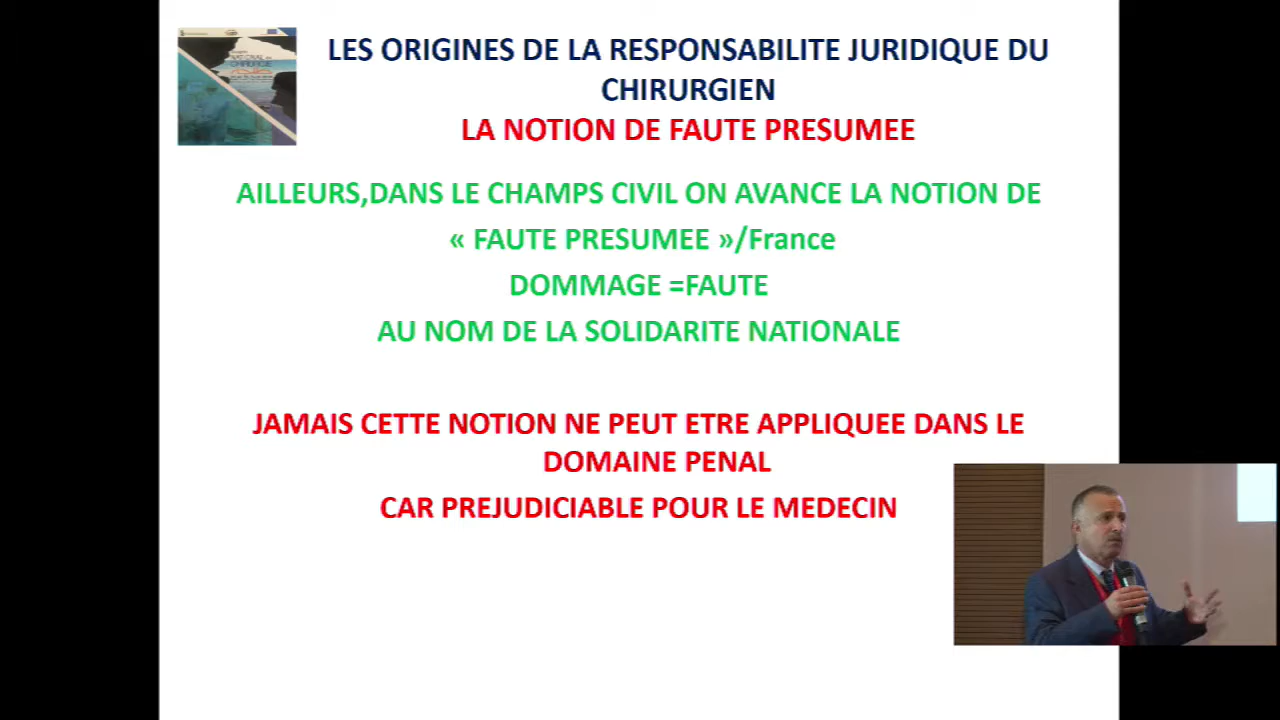 LES ORIGINES DE LA RESPONSABILITE JURIDIQUE DU
CHIRURGIEN
LA NOTION DE FAUTE PRESUMEE
AILLEURS,DANS LE CHAMPS CIVIL ON AVANCE LA NOTION DE
« FAUTE PRESUMEE »/France
DOMMAGE =FAUTE
AU NOM DE LA SOLIDARITE NATIONALE
JAMAIS CETTE NOTION NE PEUT ETRE APPLIQUEE DANS LE
DOMAINE PENAL
CAR PREJUDICIABLE POUR LE MEDECIN